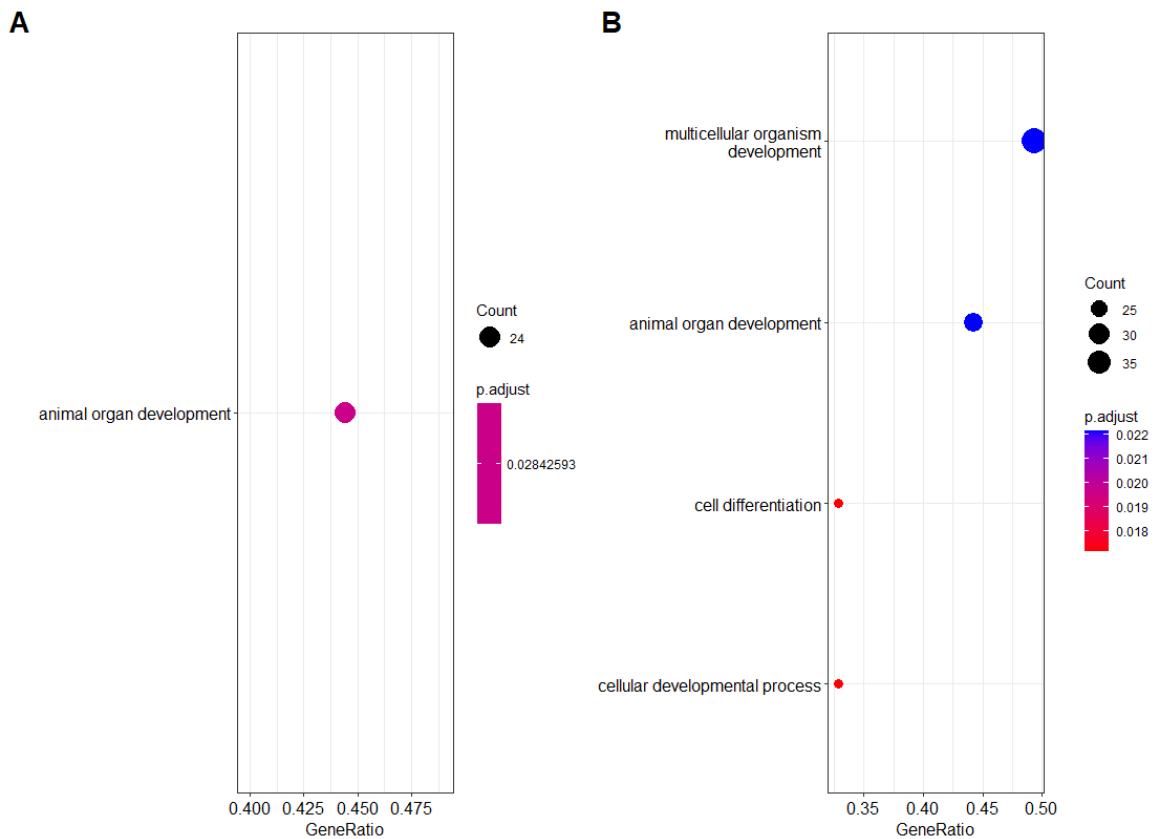 A
animal organ development
0.400
0.425
0.450
0.475
GeneRatio
Count
24
p.adjust
0.02842593
B
multicellular organism
development
animal organ development
cell differentiation
cellular developmental process
0.35
0.40
0.45
0.50
GeneRatio
Count
25
30
35
p.adjust
0.022
0.021
0.020
0.019
0.018